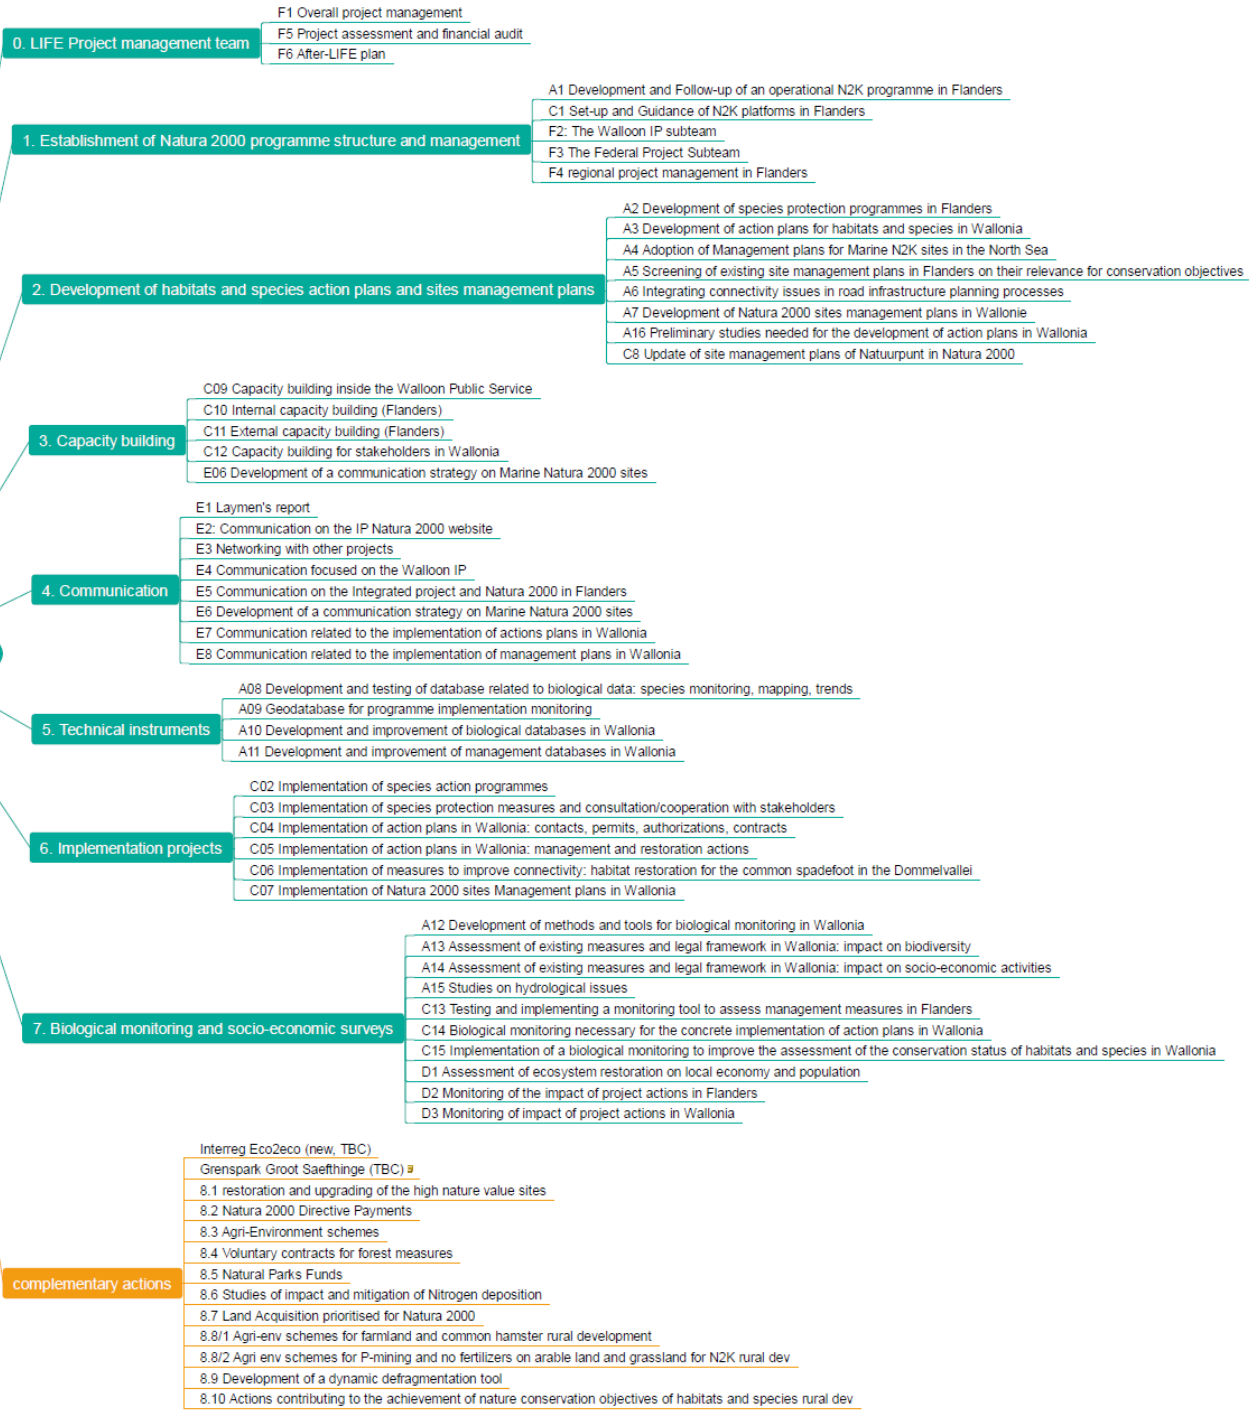 0. LIFE Project management team
F1 Overall project management
F5 Project assessment and financial audit
F6 After-LIFE plan
1. Establishment of Natura 2000 programme structure and management
A1 Development and Follow-up of an operational N2K programme in Flanders
C1 Set-up and Guidance of N2K platforms in Flanders
F2: The Walloon IP subteam
F3 The Federal Project Subteam
F4 regional project management in Flanders
2. Development of habitats and species action plans and sites management plans
A2 Development of species protection programmes in Flanders
A3 Development of action plans for habitats and species in Wallonia
A4 Adoption of Management plans for Marine N2K sites in the North Sea
A5 Screening of existing site management plans in Flanders on their relevance for conservation objectives
A6 Integrating connectivity issues in road infrastructure planning processes
A7 Development of Natura 2000 sites management plans in Wallonie
A16 Preliminary studies needed for the development of action plans in Wallonia
C8 Update of site management plans of Natuurpunt in Natura 2000
3. Capacity building
C09 Capacity building inside the Walloon Public Service
C10 Internal capacity building (Flanders)
C11 External capacity building (Flanders)
C12 Capacity building for stakeholders in Wallonia
E06 Development of a communication strategy on Marine Natura 2000 sites
4. Communication
E1 Laymen's report
E2: Communication on the IP Natura 2000 website
E3 Networking with other projects
E4 Communication focused on the Walloon IP
E5 Communication on the Integrated project and Natura 2000 in Flanders
E6 Development of a communication strategy on Marine Natura 2000 sites
E7 Communication related to the implementation of actions plans in Wallonia
E8 Communication related to the implementation of management plans in Wallonia
5. Technical instruments
A08 Development and testing of database related to biological data: species monitoring, mapping, trends
A09 Geodatabase for programme implementation monitoring
A10 Development and improvement of biological databases in Wallonia
A11 Development and improvement of management databases in Wallonia
6. Implementation projects
C02 Implementation of species action programmes
C03 Implementation of species protection measures and consultation/cooperation with stakeholders
C04 Implementation of action plans in Wallonia: contacts, permits, authorizations, contracts
C05 Implementation of action plans in Wallonia: management and restoration actions
C06 Implementation of measures to improve connectivity: habitat restoration for the common spadefoot in the Dommelvallei
C07 Implementation of Natura 2000 sites Management plans in Wallonia
7. Biological monitoring and socio-economic surveys
A12 Development of methods and tools for biological monitoring in Wallonia
A13 Assessment of existing measures and legal framework in Wallonia: impact on biodiversity
A14 Assessment of existing measures and legal framework in Wallonia: impact on socio-economic activities
A15 Studies on hydrological issues
C13 Testing and implementing a monitoring tool to assess management measures in Flanders
C14 Biological monitoring necessary for the concrete implementation of action plans in Wallonia
C15 Implementation of a biological monitoring to improve the assessment of the conservation status of habitats and species in Wallonia
D1 Assessment of ecosystem restoration on local economy and population
D2 Monitoring of the impact of project actions in Flanders
D3 Monitoring of impact of project actions in Wallonia
complementary actions
Interreg Eco2eco (new, TBC)
Grenspark Groot Saefthinge (TBC)
8.1 restoration and upgrading of the high nature value sites
8.2 Natura 2000 Directive Payments
8.3 Agri-Environment schemes
8.4 Voluntary contracts for forest measures
8.5 Natural Parks Funds
8.6 Studies of impact and mitigation of Nitrogen deposition
8.7 Land Acquisition prioritised for Natura 2000
8.8/1 Agri-env schemes for farmland and common hamster rural development
8.8/2 Agri env schemes for P-mining and no fertilizers on arable land and grassland for N2K rural dev
8.9 Development of a dynamic defragmentation tool
8.10 Actions contributing to the achievement of nature conservation objectives of habitats and species rural dev